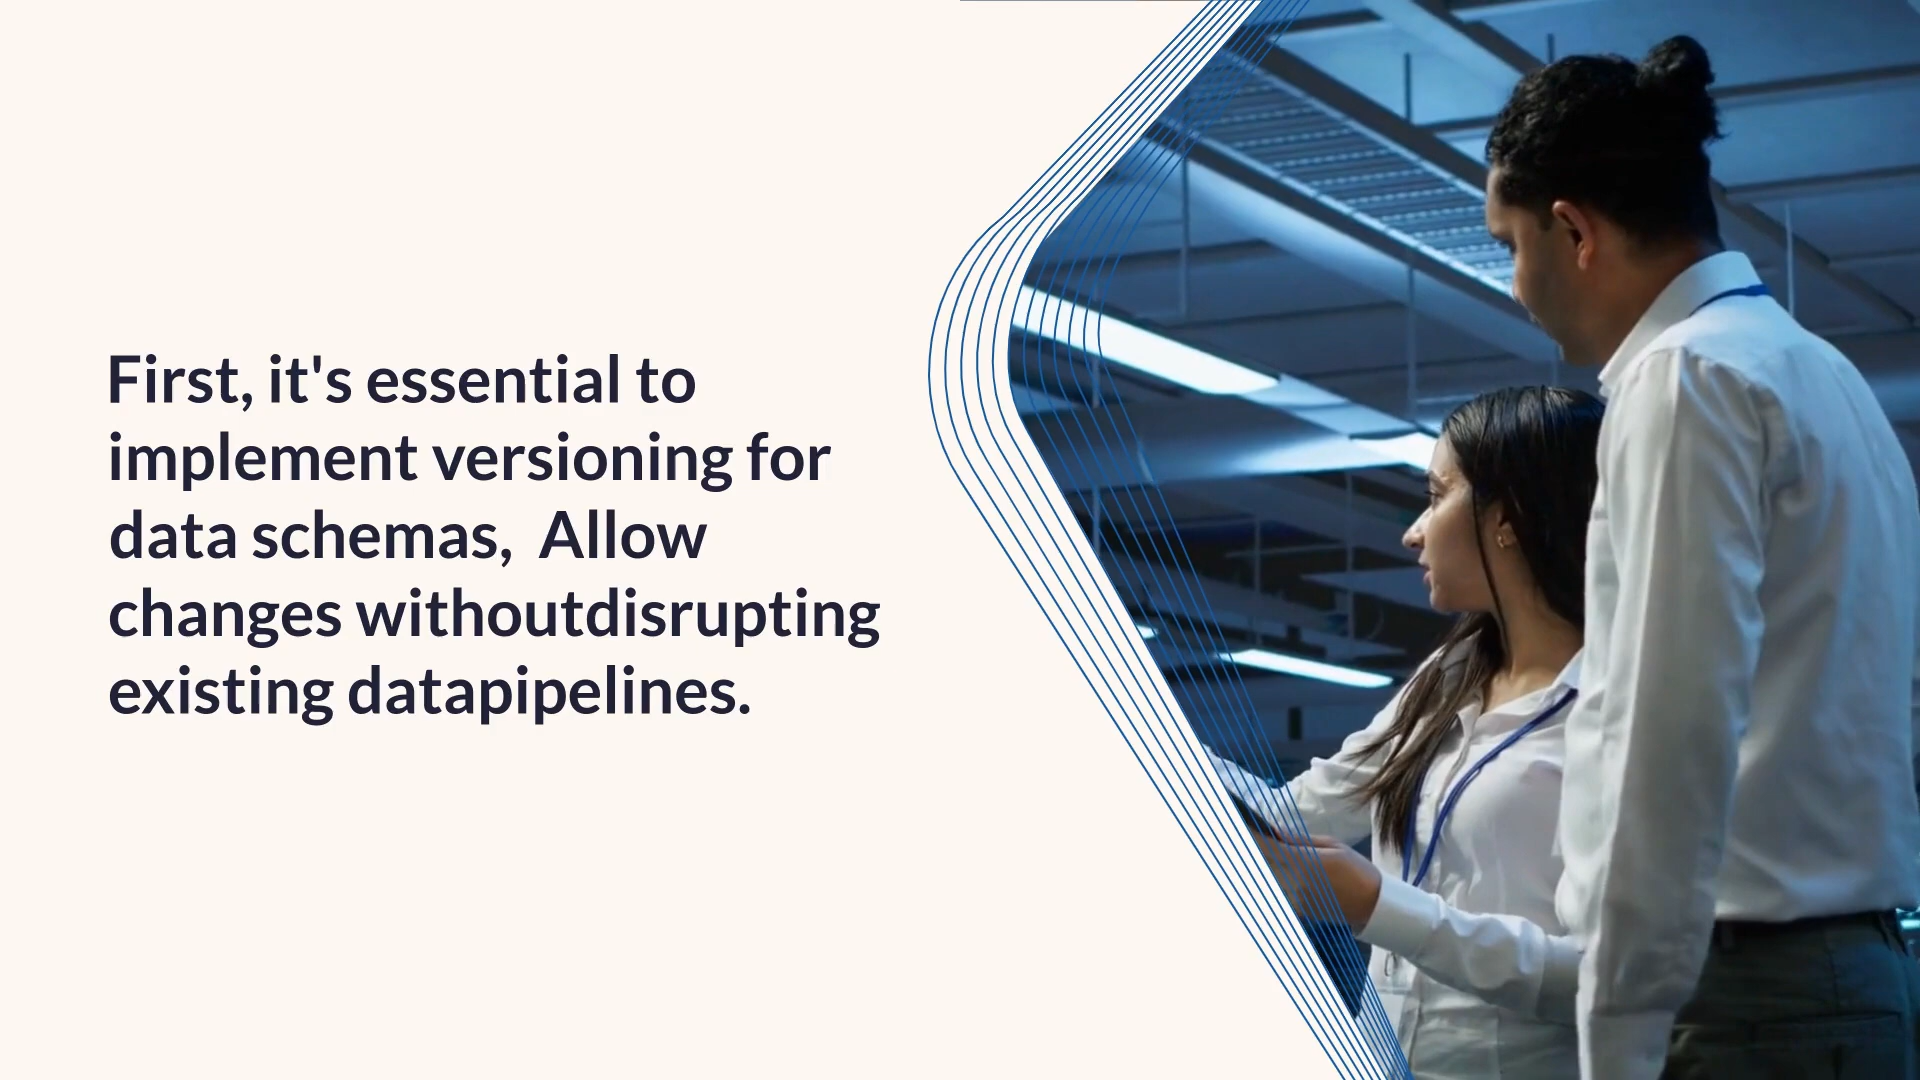 First, it's essential to
implement versioning for
data schemas,  Allow
changes withoutdisrupting
existing datapipelines.